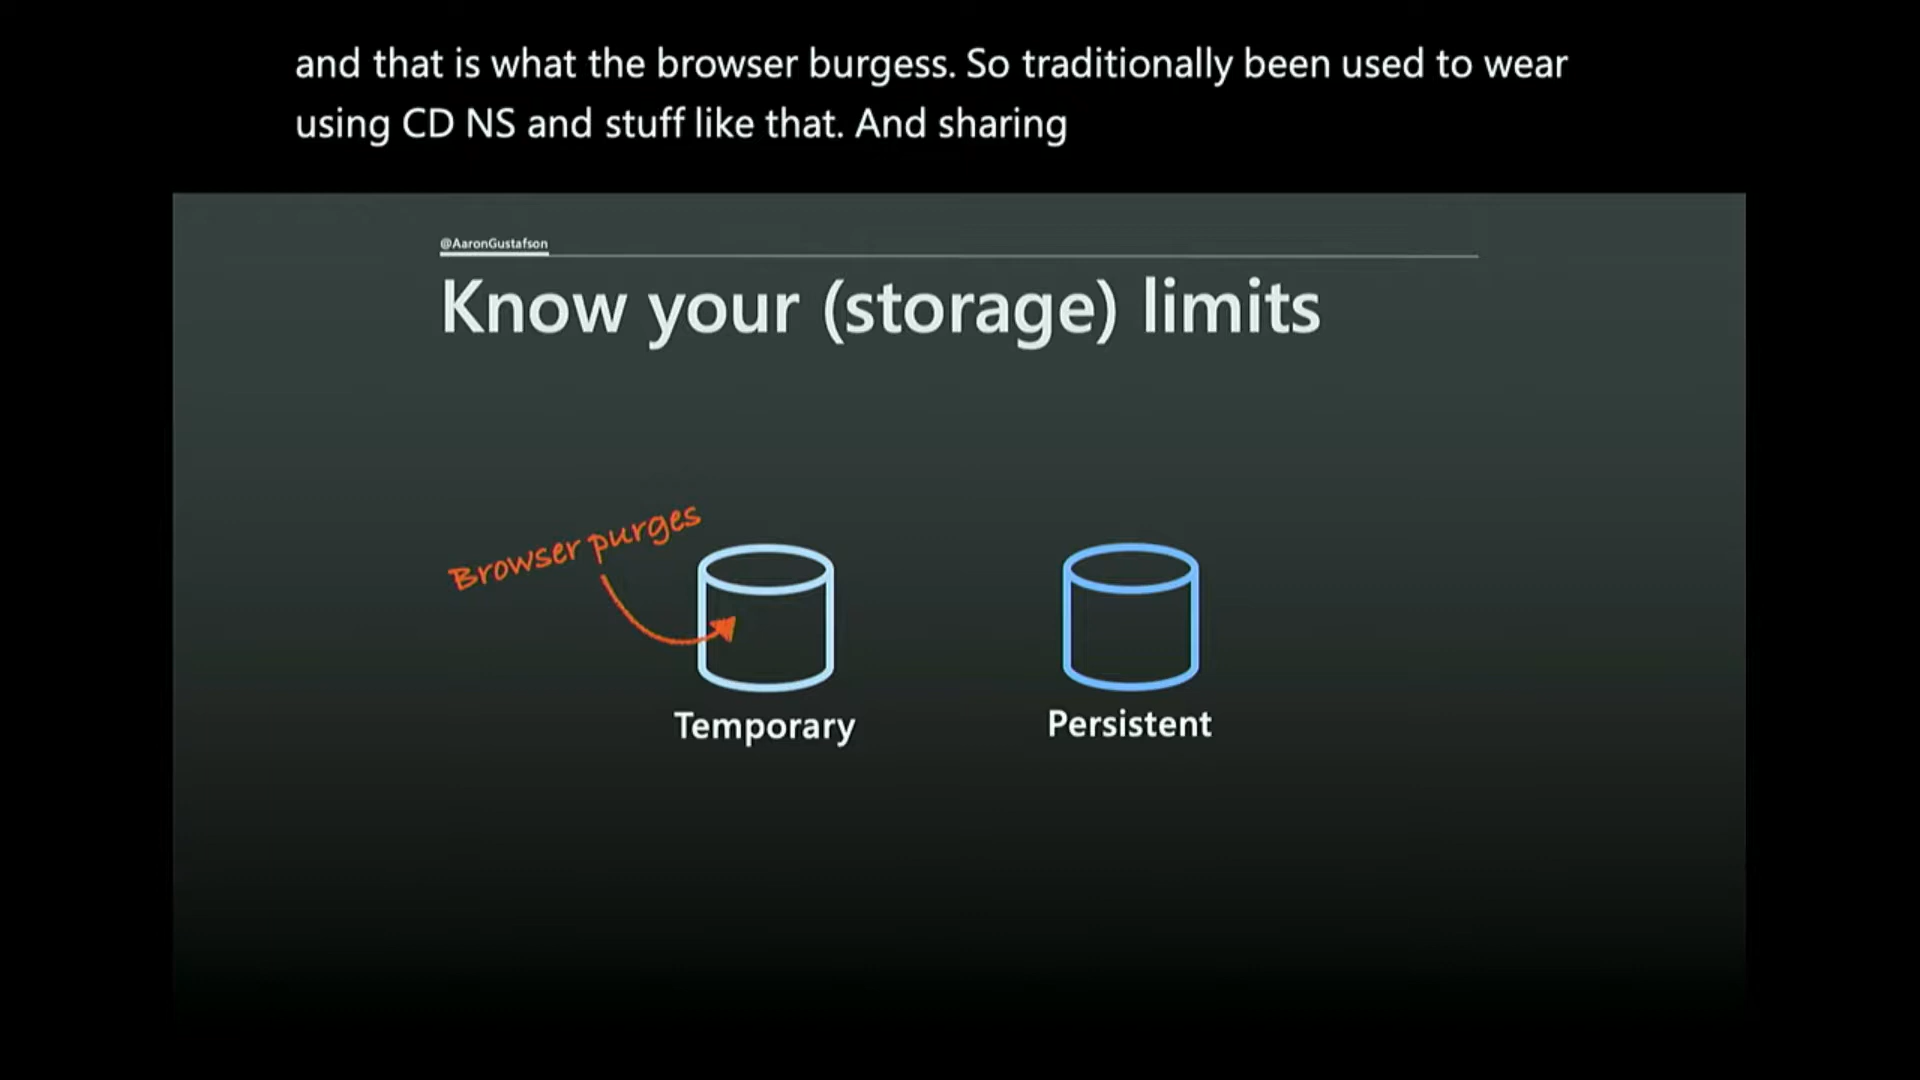 and that is what the browser burgess. So traditionally been used to wear
using CD NS and stuff like that. And sharing
@AaronGustafson
Know your (storage) limits
Browser purges
Temporary
Persistent